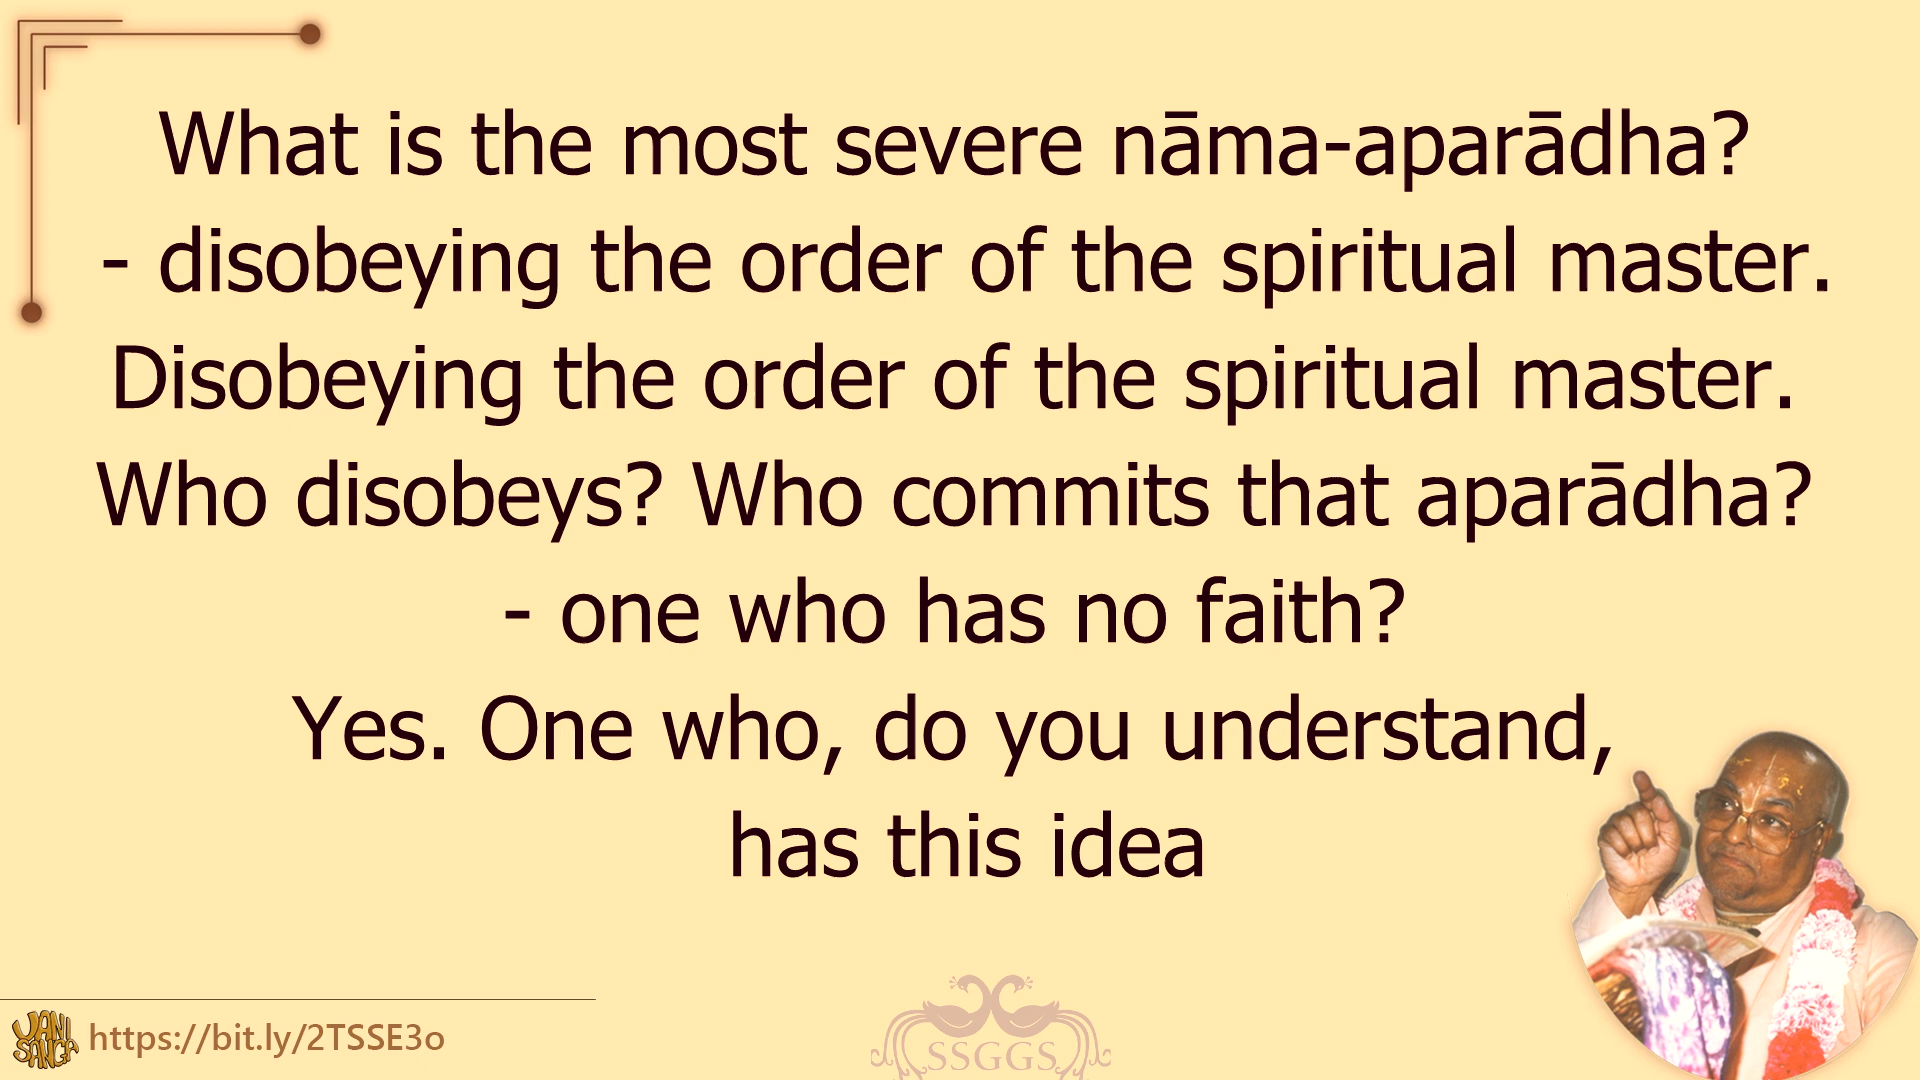 What is the most severe nāma-aparādha?
- disobeying the order of the spiritual master.
Disobeying the order of the spiritual master.
Who disobeys? Who commits that aparādha?
- one who has no faith?
Yes. One who, do you understand,
has this idea
VANI
SANGA
https://bit.ly/2TSSE3o
SSGGS